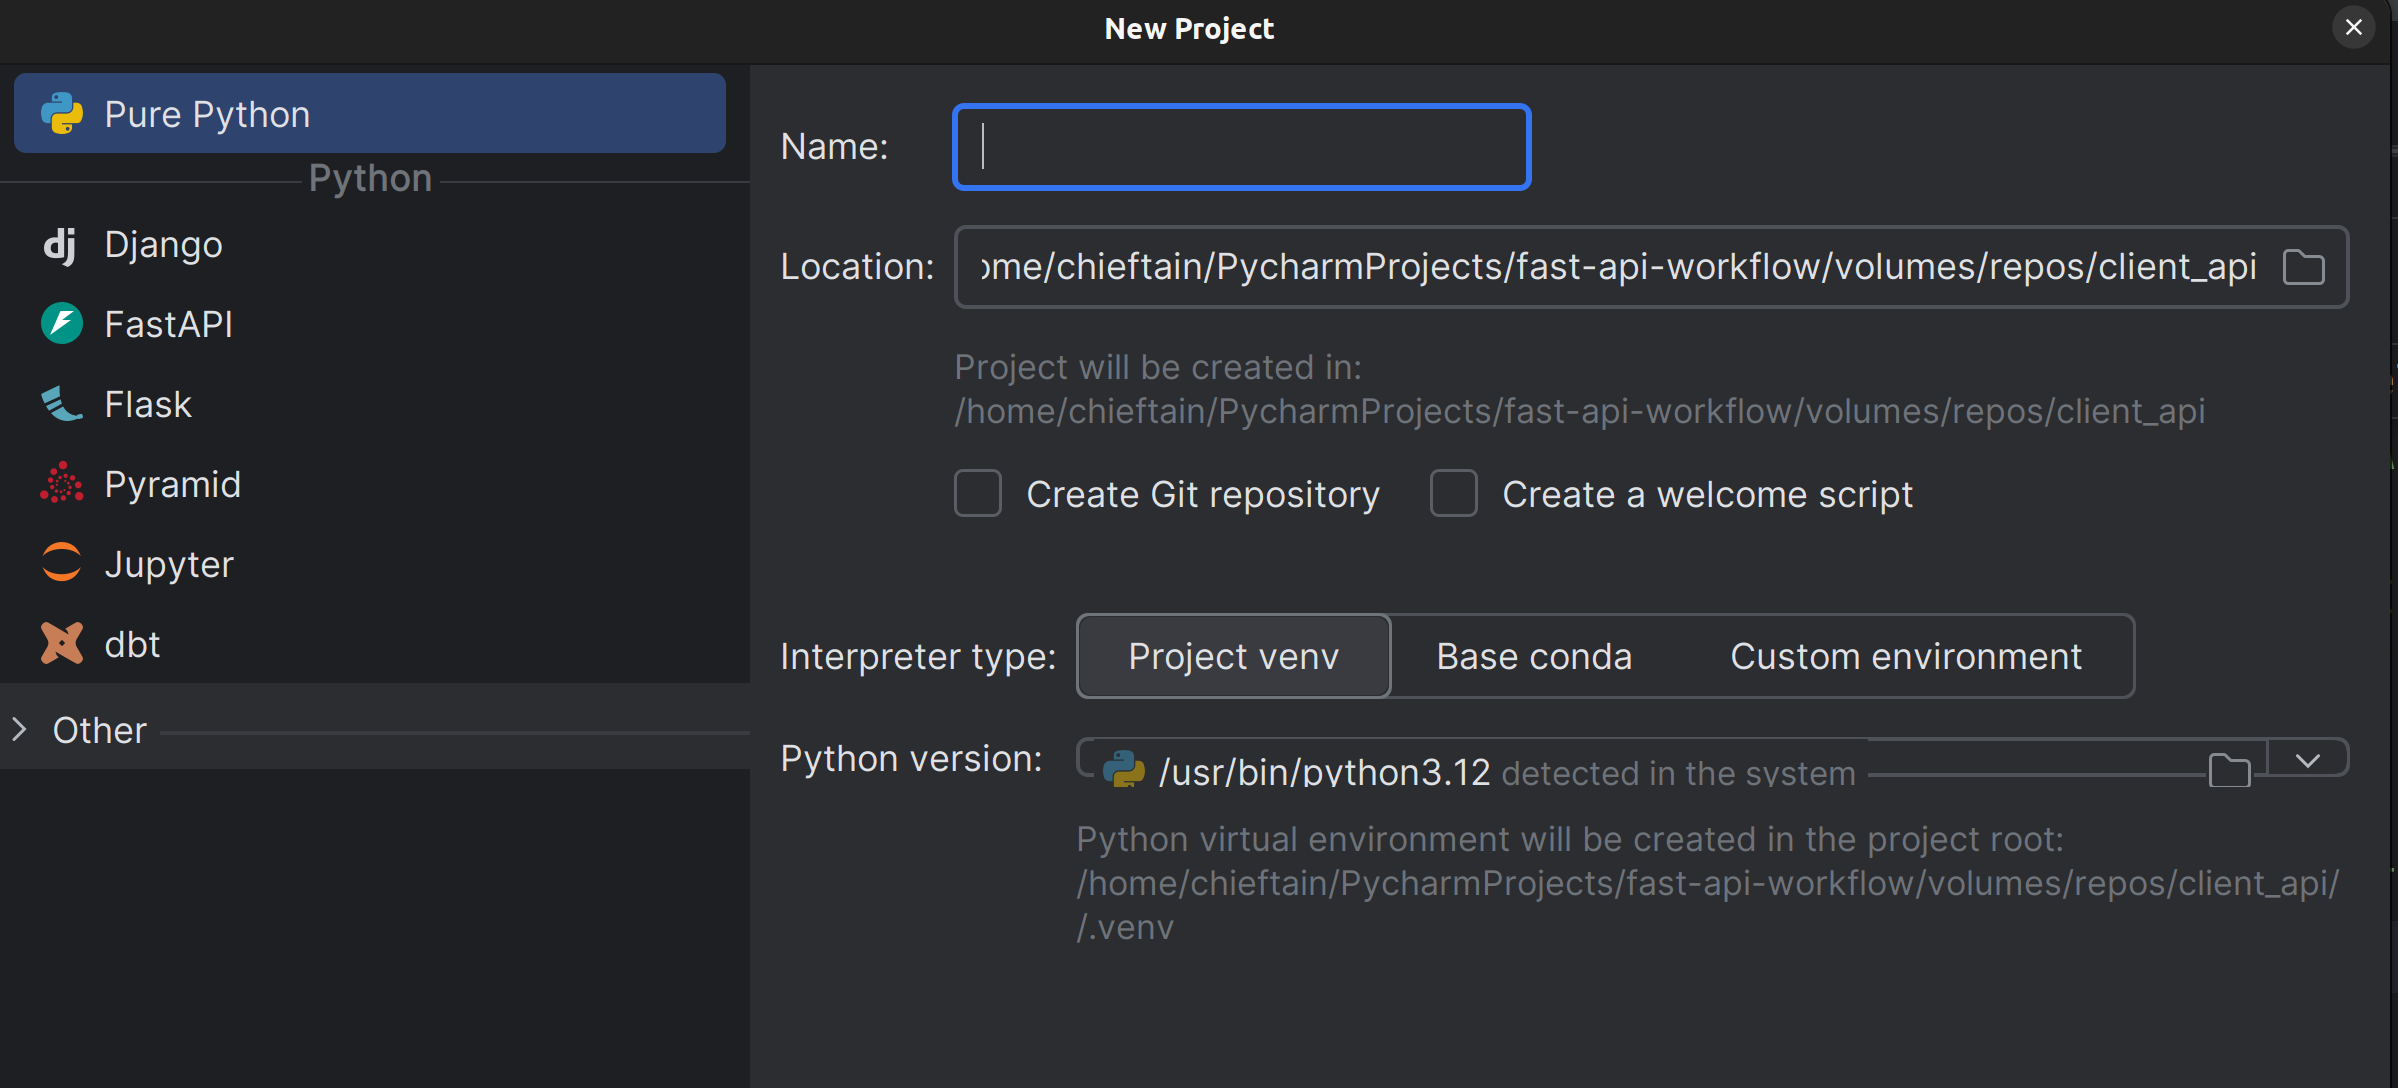 New Project
Pure Python
Python
dj Django
FastAPI
Flask
Pyramid
Jupyter
dbt
Other
Name:
Location: ome/chieftain/PycharmProjects/fast-api-workflow/volumes/repos/client_api
Project will be created in:
/home/chieftain/PycharmProjects/fast-api-workflow/volumes/repos/client_api
Create Git repository Create a welcome script
Interpreter type: Project venv Base conda Custom environment
Python version: /usr/bin/python3.12 detected in the system
Python virtual environment will be created in the project root:
/home/chieftain/PycharmProjects/fast-api-workflow/volumes/repos/client_api/
/.venv